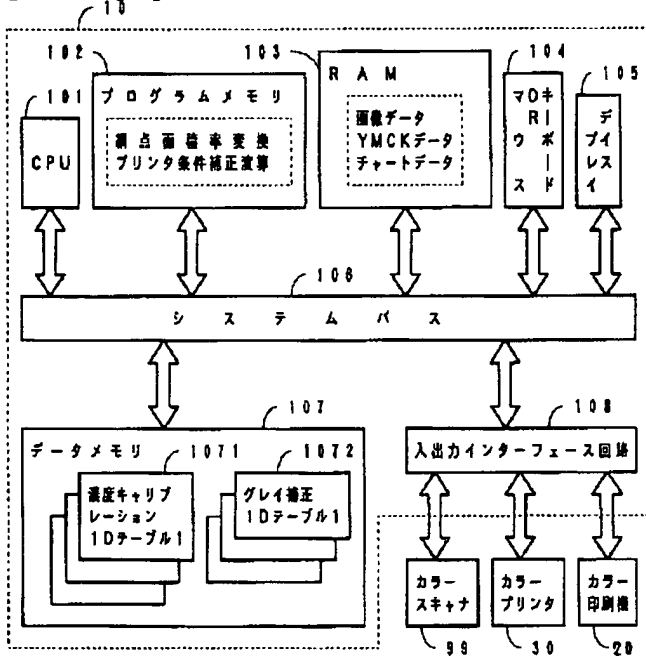 10
102
103
104
105
101
CPU
プログラムメモリ
網点面積率変換
プリンタ条件補正演算
RAM
画像データ
YMCKデータ
チャートデータ
キーボード
OR
マウス
ディスプレイ
106
システムバス
107
108
データメモリ
1071
1072
濃度キャリブ
レーション
1Dテーブル1
グレイ補正
1Dテーブル1
入出力インターフェース回路
カラー
スキャナ
カラー
プリンタ
カラー
印刷機
99
30
20